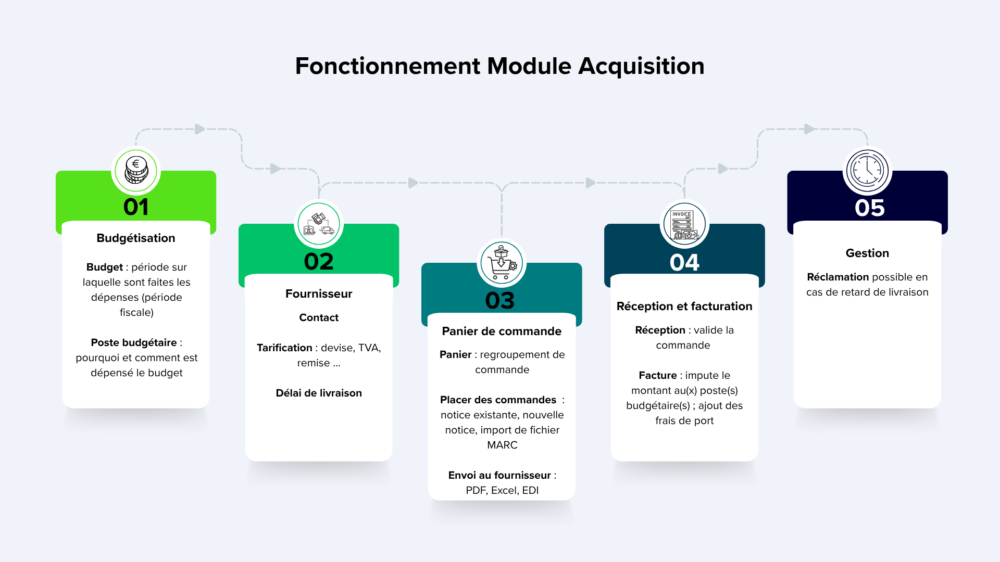 Fonctionnement Module Acquisition
01
Budgétisation
Budget : période sur
laquelle sont faites les
dépenses (période
fiscale)
Poste budgétaire :
pourquoi et comment est
dépensé le budget
02
Fournisseur
Contact
Tarification : devise, TVA,
remise ...
Délai de livraison
03
Panier de commande
Panier : regroupement de
commande
Placer des commandes :
notice existante, nouvelle
notice, import de fichier
MARC
Envoi au fournisseur :
PDF, Excel, EDI
INVOICE
04
Réception et facturation
Réception : valide la
commande
Facture : impute le
montant au(x) poste(s)
budgétaire(s) ; ajout des
frais de port
05
Gestion
Réclamation possible en
cas de retard de livraison